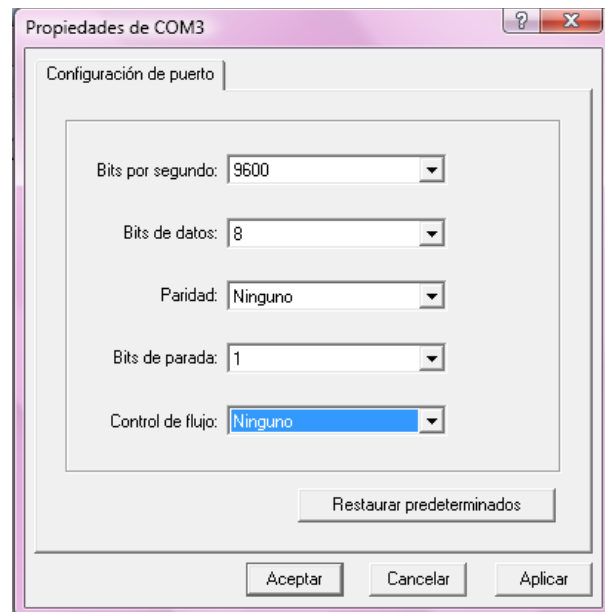 Propiedades de COM3
Configuración de puerto
Bits por segundo: 9600
Bits de datos: 8
Paridad: Ninguno
Bits de parada: 1
Control de flujo: Ninguno
Restaurar predeterminados
Aceptar Cancelar Aplicar